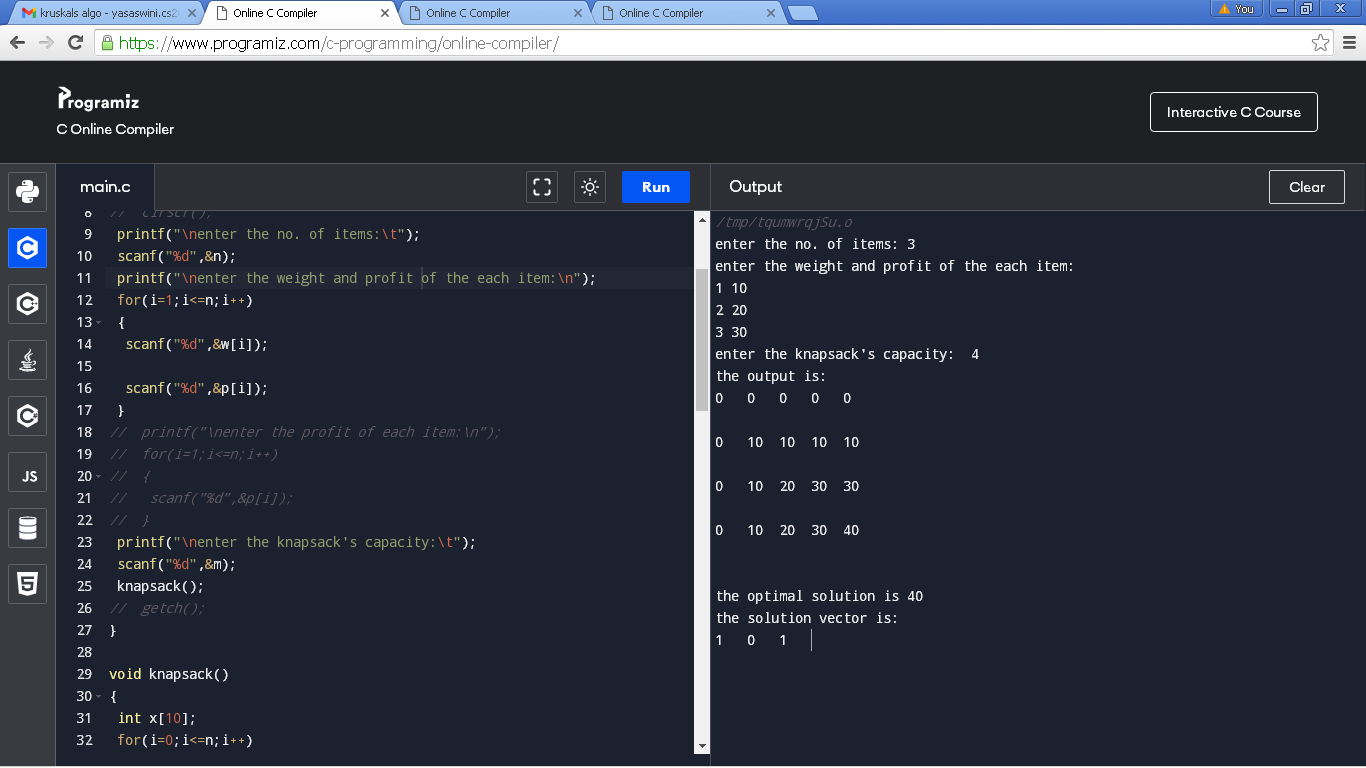 kruskals algo - yasaswini.cs2
Online C Compiler
Online C Compiler
Online C Compiler
You
https://www.programiz.com/c-programming/online-compiler/
Programiz
C Online Compiler
Interactive C Course
main.c
Run
Output
Clear
JS
8 // clrscr();
9 printf("\nenter the no. of items:\t");
10 scanf("%d",&n);
11 printf("\nenter the weight and profit of the each item:\n");
12 for(i=1;i<=n;i++)
13 {
14 scanf("%d",&w[i]);
15
16 scanf("%d",&p[i]);
17 }
18 // printf("\nenter the profit of each item:\n");
19 // for(i=1;i<=n;i++)
20 // {
21 // scanf("%d",&p[i]);
22 // }
23 printf("\nenter the knapsack's capacity:\t");
24 scanf("%d",&m);
25 knapsack();
26 // getch();
27 }
28
29 void knapsack()
30 {
31 int x[10];
32 for(i=0;i<=n;i++)
/tmp/tqumwrqjSu.o
enter the no. of items: 3
enter the weight and profit of the each item:
1 10
2 20
3 30
enter the knapsack's capacity: 4
the output is:
0 0 0 0 0
0 10 10 10 10
0 10 20 30 30
0 10 20 30 40
the optimal solution is 40
the solution vector is:
1 0 1